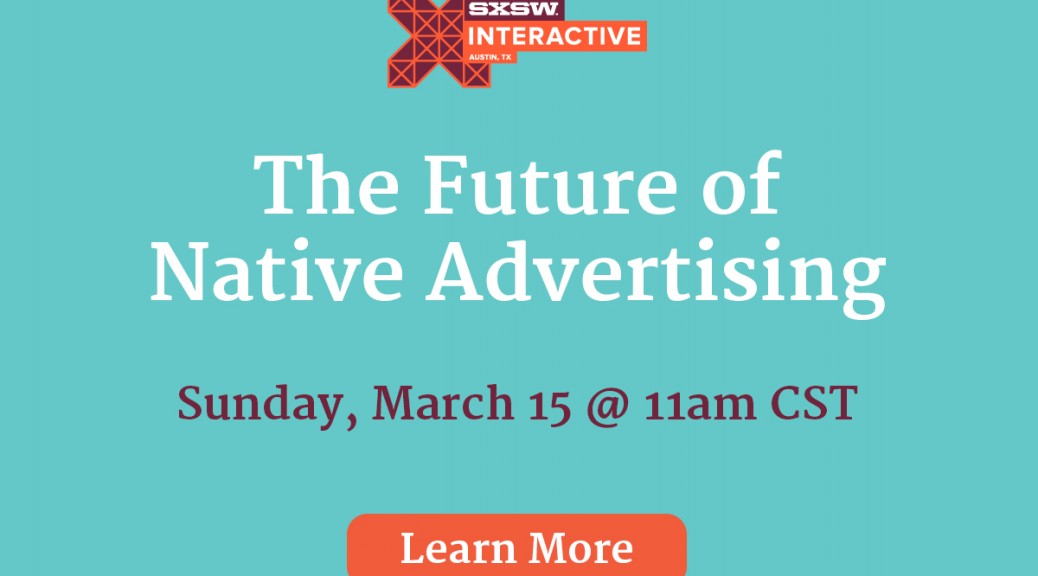 SXSW.
INTERACTIVE
AUSTIN, TX
The Future of
Native Advertising
Sunday, March 15 @ 11am CST
Learn More